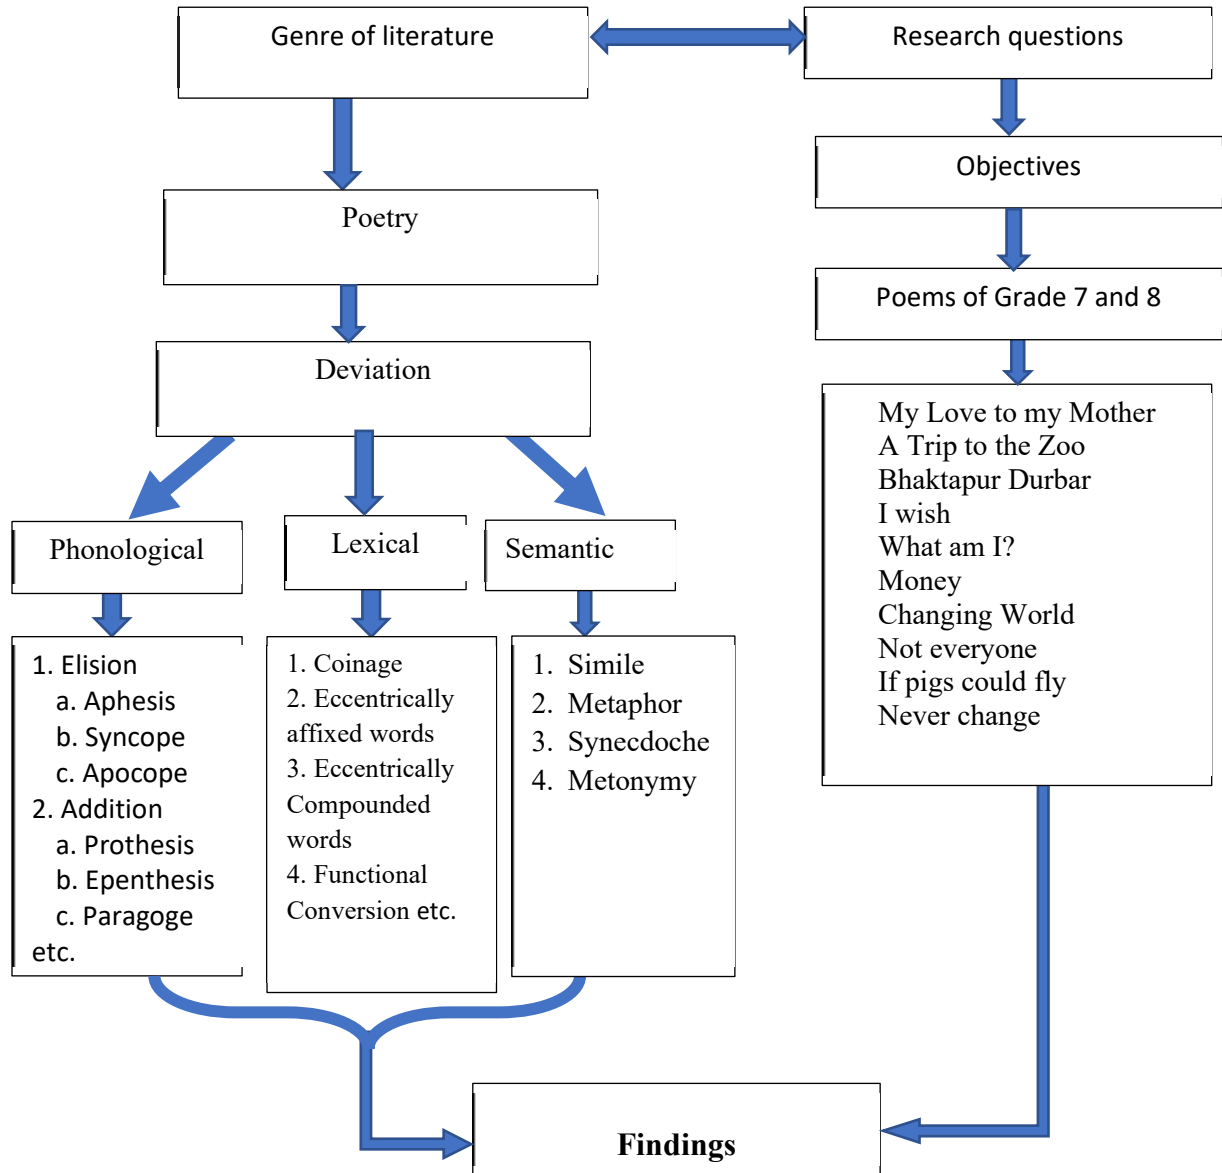 Genre of literature
Research questions
Objectives
Poetry
Poems of Grade 7 and 8
Deviation
My Love to my Mother
A Trip to the Zoo
Bhaktapur Durbar
I wish
What am I?
Money
Changing World
Not everyone
If pigs could fly
Never change
Phonological
Lexical
Semantic
1. Elision
a. Aphesis
b. Syncope
c. Apocope
2. Addition
a. Prothesis
b. Epenthesis
c. Paragoge
etc.
1. Coinage
2. Eccentrically
affixed words
3. Eccentrically
Compounded
words
4. Functional
Conversion etc.
1. Simile
2. Metaphor
3. Synecdoche
4. Metonymy
Findings